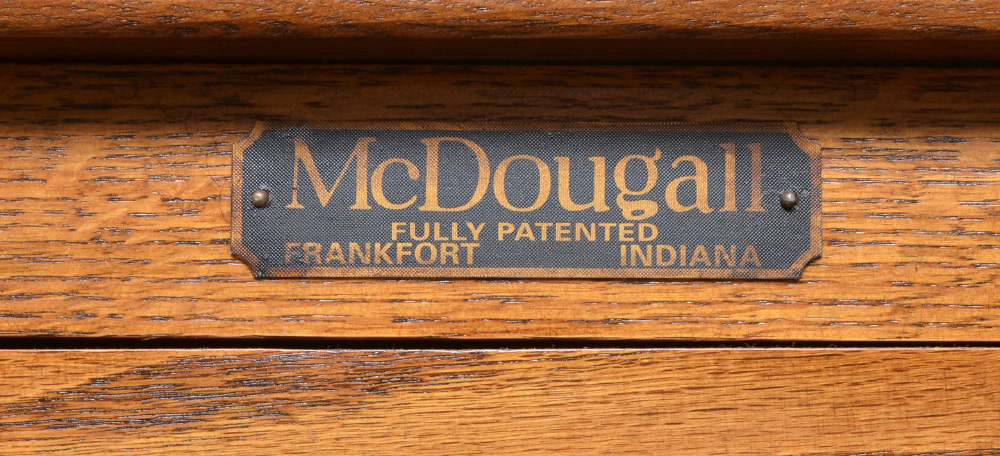 McDougall
FULLY PATENTED
FRANKFORT INDIANA